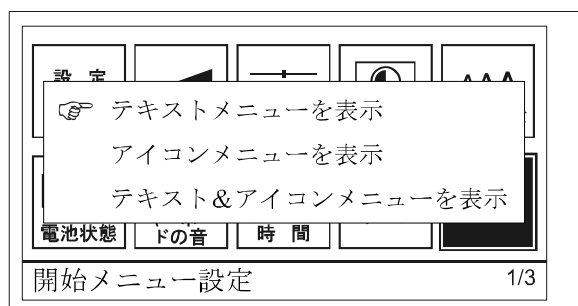 設 定
☞ テキストメニューを表示
アイコンメニューを表示
テキスト&アイコンメニューを表示
電池状態
ドの音
時 間
開始メニュー設定
1/3